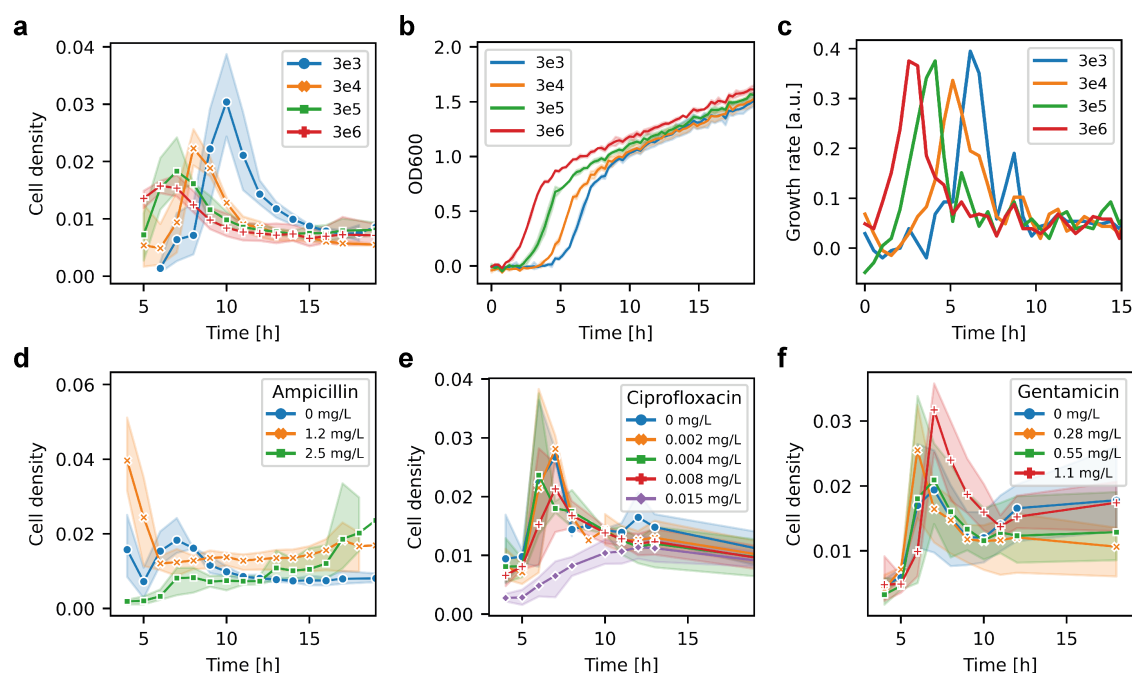 a
0.04
0.03
0.02
0.01
0.00
Cell density
5
10
15
Time [h]
3e3
3e4
3e5
3e6
b
2.0
1.5
1.0
0.5
0.0
OD600
0
5
10
15
Time [h]
3e3
3e4
3e5
3e6
c
0.4
0.3
0.2
0.1
0.0
Growth rate [a.u.]
0
5
10
15
Time [h]
3e3
3e4
3e5
3e6
d
0.06
0.04
0.02
0.00
Cell density
5
10
15
Time [h]
Ampicillin
0 mg/L
1.2 mg/L
2.5 mg/L
e
0.04
0.03
0.02
0.01
0.00
Cell density
5
10
15
Time [h]
Ciprofloxacin
0 mg/L
0.002 mg/L
0.004 mg/L
0.008 mg/L
0.015 mg/L
f
0.03
0.02
0.01
Cell density
5
10
15
Time [h]
Gentamicin
0 mg/L
0.28 mg/L
0.55 mg/L
1.1 mg/L